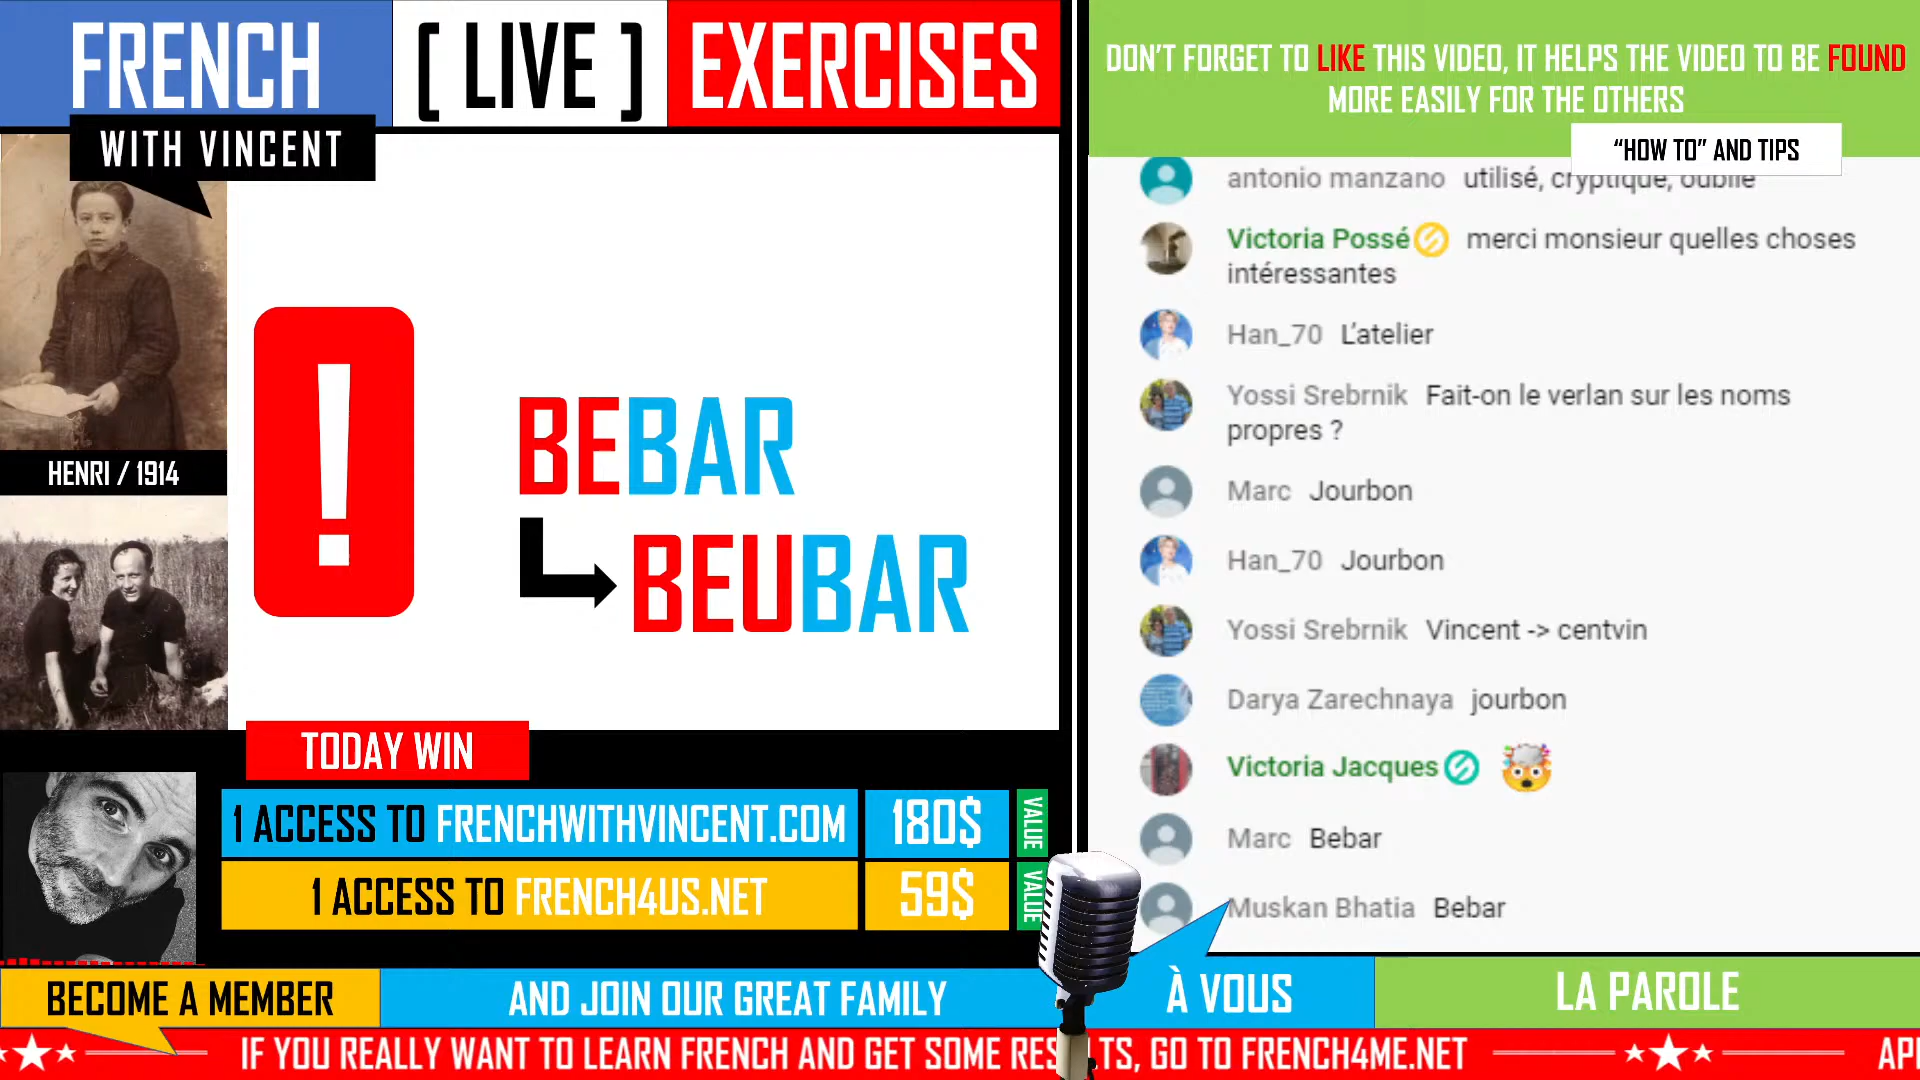 FRENCH
[ LIVE ]
EXERCISES
WITH VINCENT
HENRI / 1914
!
BEBAR
BEUBAR
TODAY WIN
1 ACCESS TO FRENCHWITHVINCENT.COM
180$
VALUE
1 ACCESS TO FRENCH4US.NET
59$
VALUE
BECOME A MEMBER
AND JOIN OUR GREAT FAMILY
DON'T FORGET TO LIKE THIS VIDEO, IT HELPS THE VIDEO TO BE FOUND
MORE EASILY FOR THE OTHERS
“HOW TO” AND TIPS
antonio manzano utilisé, cryptique, oublié
Victoria Possé merci monsieur quelles choses
intéressantes
Han_70 L'atelier
Yossi Srebrnik Fait-on le verlan sur les noms
propres ?
Marc Jourbon
Han_70 Jourbon
Yossi Srebrnik Vincent -> centvin
Darya Zarechnaya jourbon
Victoria Jacques 🤯
Marc Bebar
Muskan Bhatia Bebar
À VOUS
LA PAROLE
IF YOU REALLY WANT TO LEARN FRENCH AND GET SOME RES LTS, GO TO FRENCH4ME.NET